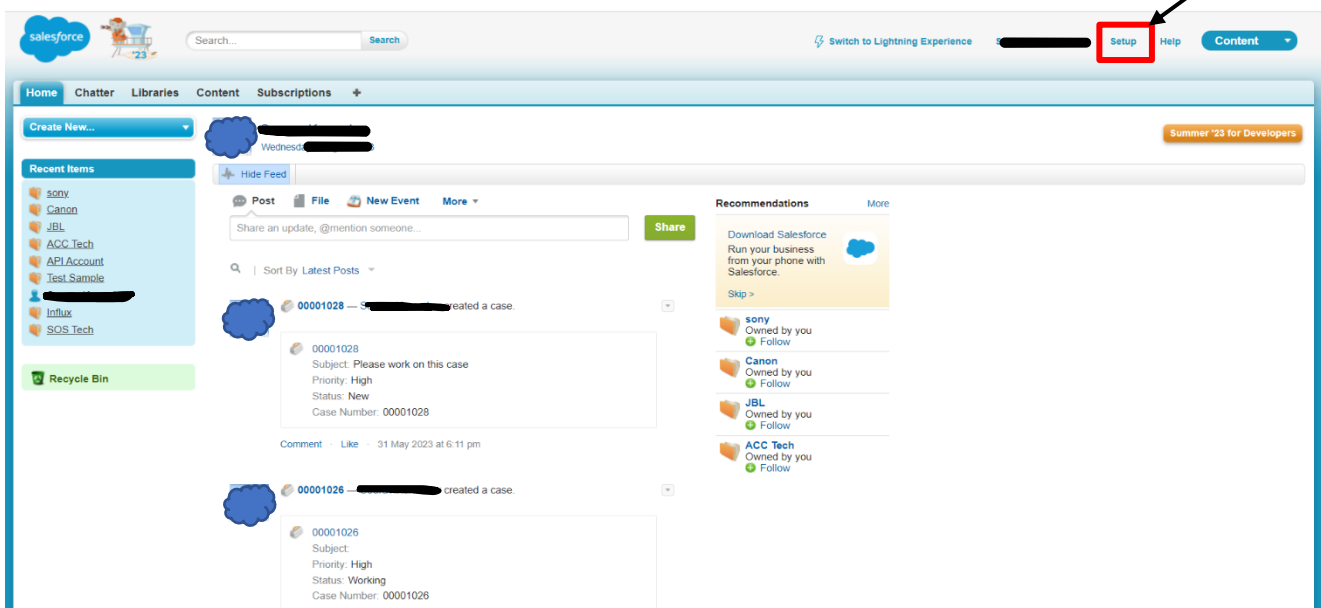 salesforce
'23
Search...
Search
Switch to Lightning Experience
Setup
Help
Content
Home
Chatter
Libraries
Content
Subscriptions
+
Create New...
Summer '23 for Developers
Recent Items
Hide Feed
sony
Canon
JBL
ACC Tech
API Account
Test Sample
Influx
SOS Tech
Recycle Bin
Post
File
New Event
More
Share an update, @mention someone...
Share
Sort By Latest Posts
00001028 —
created a case.
00001028
Subject: Please work on this case
Priority: High
Status: New
Case Number: 00001028
Comment · Like · 31 May 2023 at 6:11 pm
00001026 —
created a case.
00001026
Subject:
Priority: High
Status: Working
Case Number: 00001026
Recommendations
More
Download Salesforce
Run your business
from your phone with
Salesforce.
Skip >
sony
Owned by you
Follow
Canon
Owned by you
Follow
JBL
Owned by you
Follow
ACC Tech
Owned by you
Follow